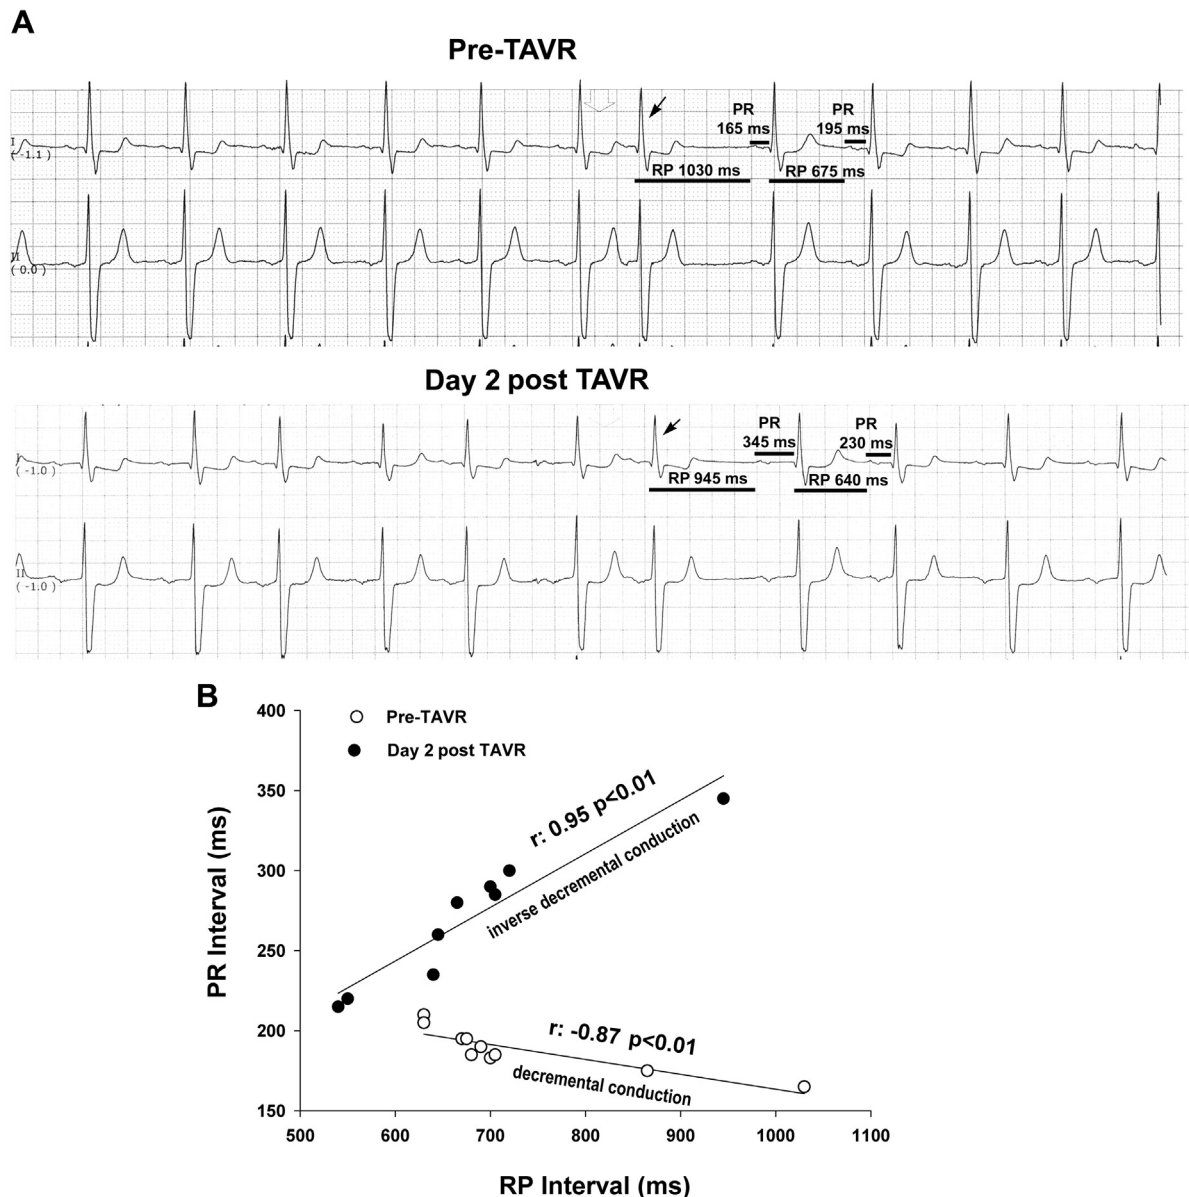 A
Pre-TAVR
PR
165 ms
PR
195 ms
I
( -1.1 )
RP 1030 ms
RP 675 ms
II
( 0.0 )
Day 2 post TAVR
PR
345 ms
PR
230 ms
I
( -1.0 )
RP 945 ms
RP 640 ms
II
( -1.0 )
B
Pre-TAVR
Day 2 post TAVR
400
350
300
250
200
150
PR Interval (ms)
r: 0.95 p<0.01
inverse decremental conduction
r: -0.87 p<0.01
decremental conduction
500 600 700 800 900 1000 1100
RP Interval (ms)